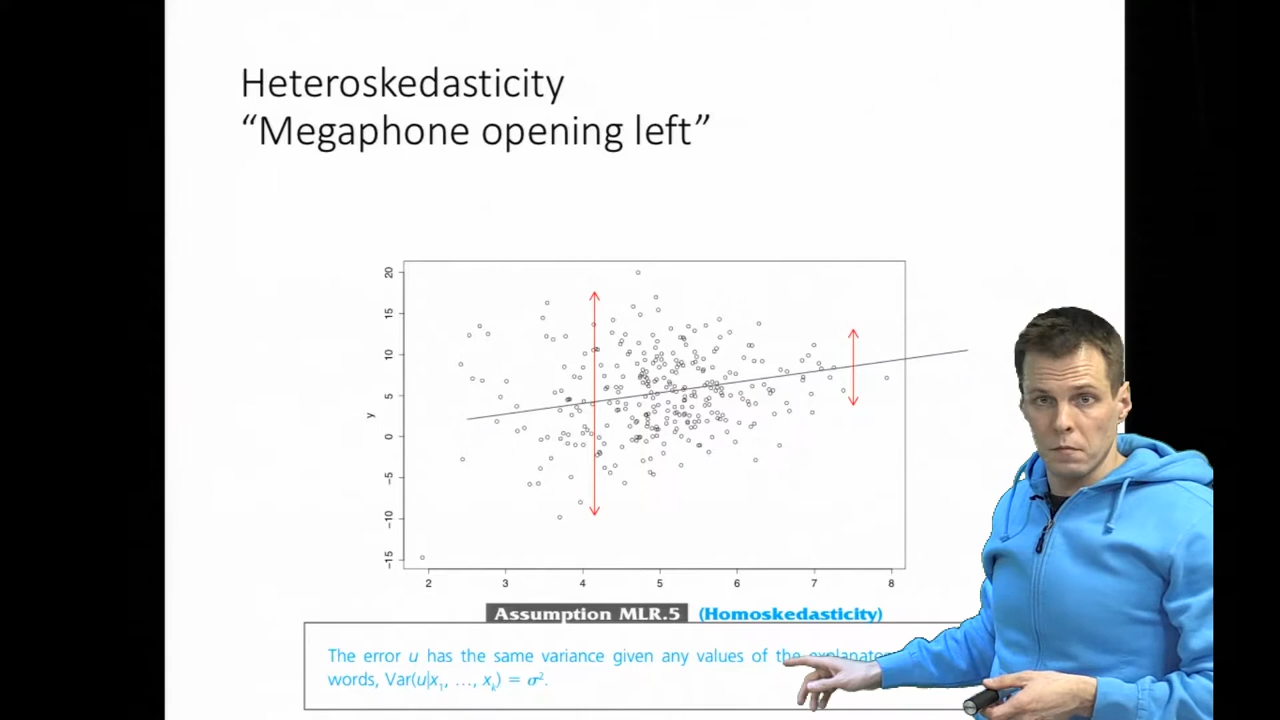 Heteroskedasticity
“Megaphone opening left”
20
15
10
5
0
−5
−10
−15
y
2 3 4 5 6 7 8
Assumption MLR.5 (Homoskedasticity)
The error u has the same variance given any values of the
words, Var(u|x₁, …, xₖ) = σ².